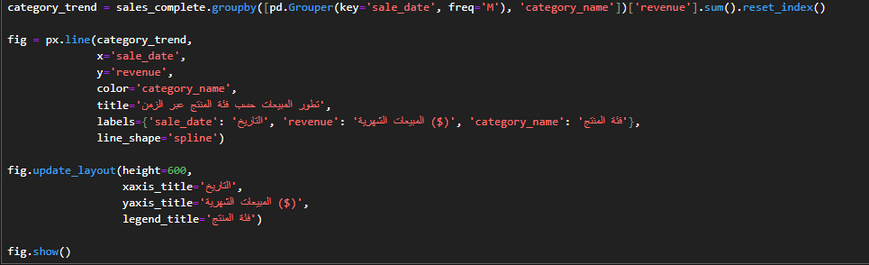 category_trend = sales_complete.groupby([pd.Grouper(key='sale_date', freq='M'), 'category_name'])['revenue'].sum().reset_index()
fig = px.line(category_trend,
x='sale_date',
y='revenue',
color='category_name',
title='تطور المبيعات حسب فئة المنتج عبر الزمن',
labels={'sale_date': 'التاريخ', 'revenue': 'المبيعات الشهرية ($)', 'category_name': 'فئة المنتج'},
line_shape='spline')
fig.update_layout(height=600,
xaxis_title='التاريخ',
yaxis_title='المبيعات الشهرية ($)',
legend_title='فئة المنتج')
fig.show()